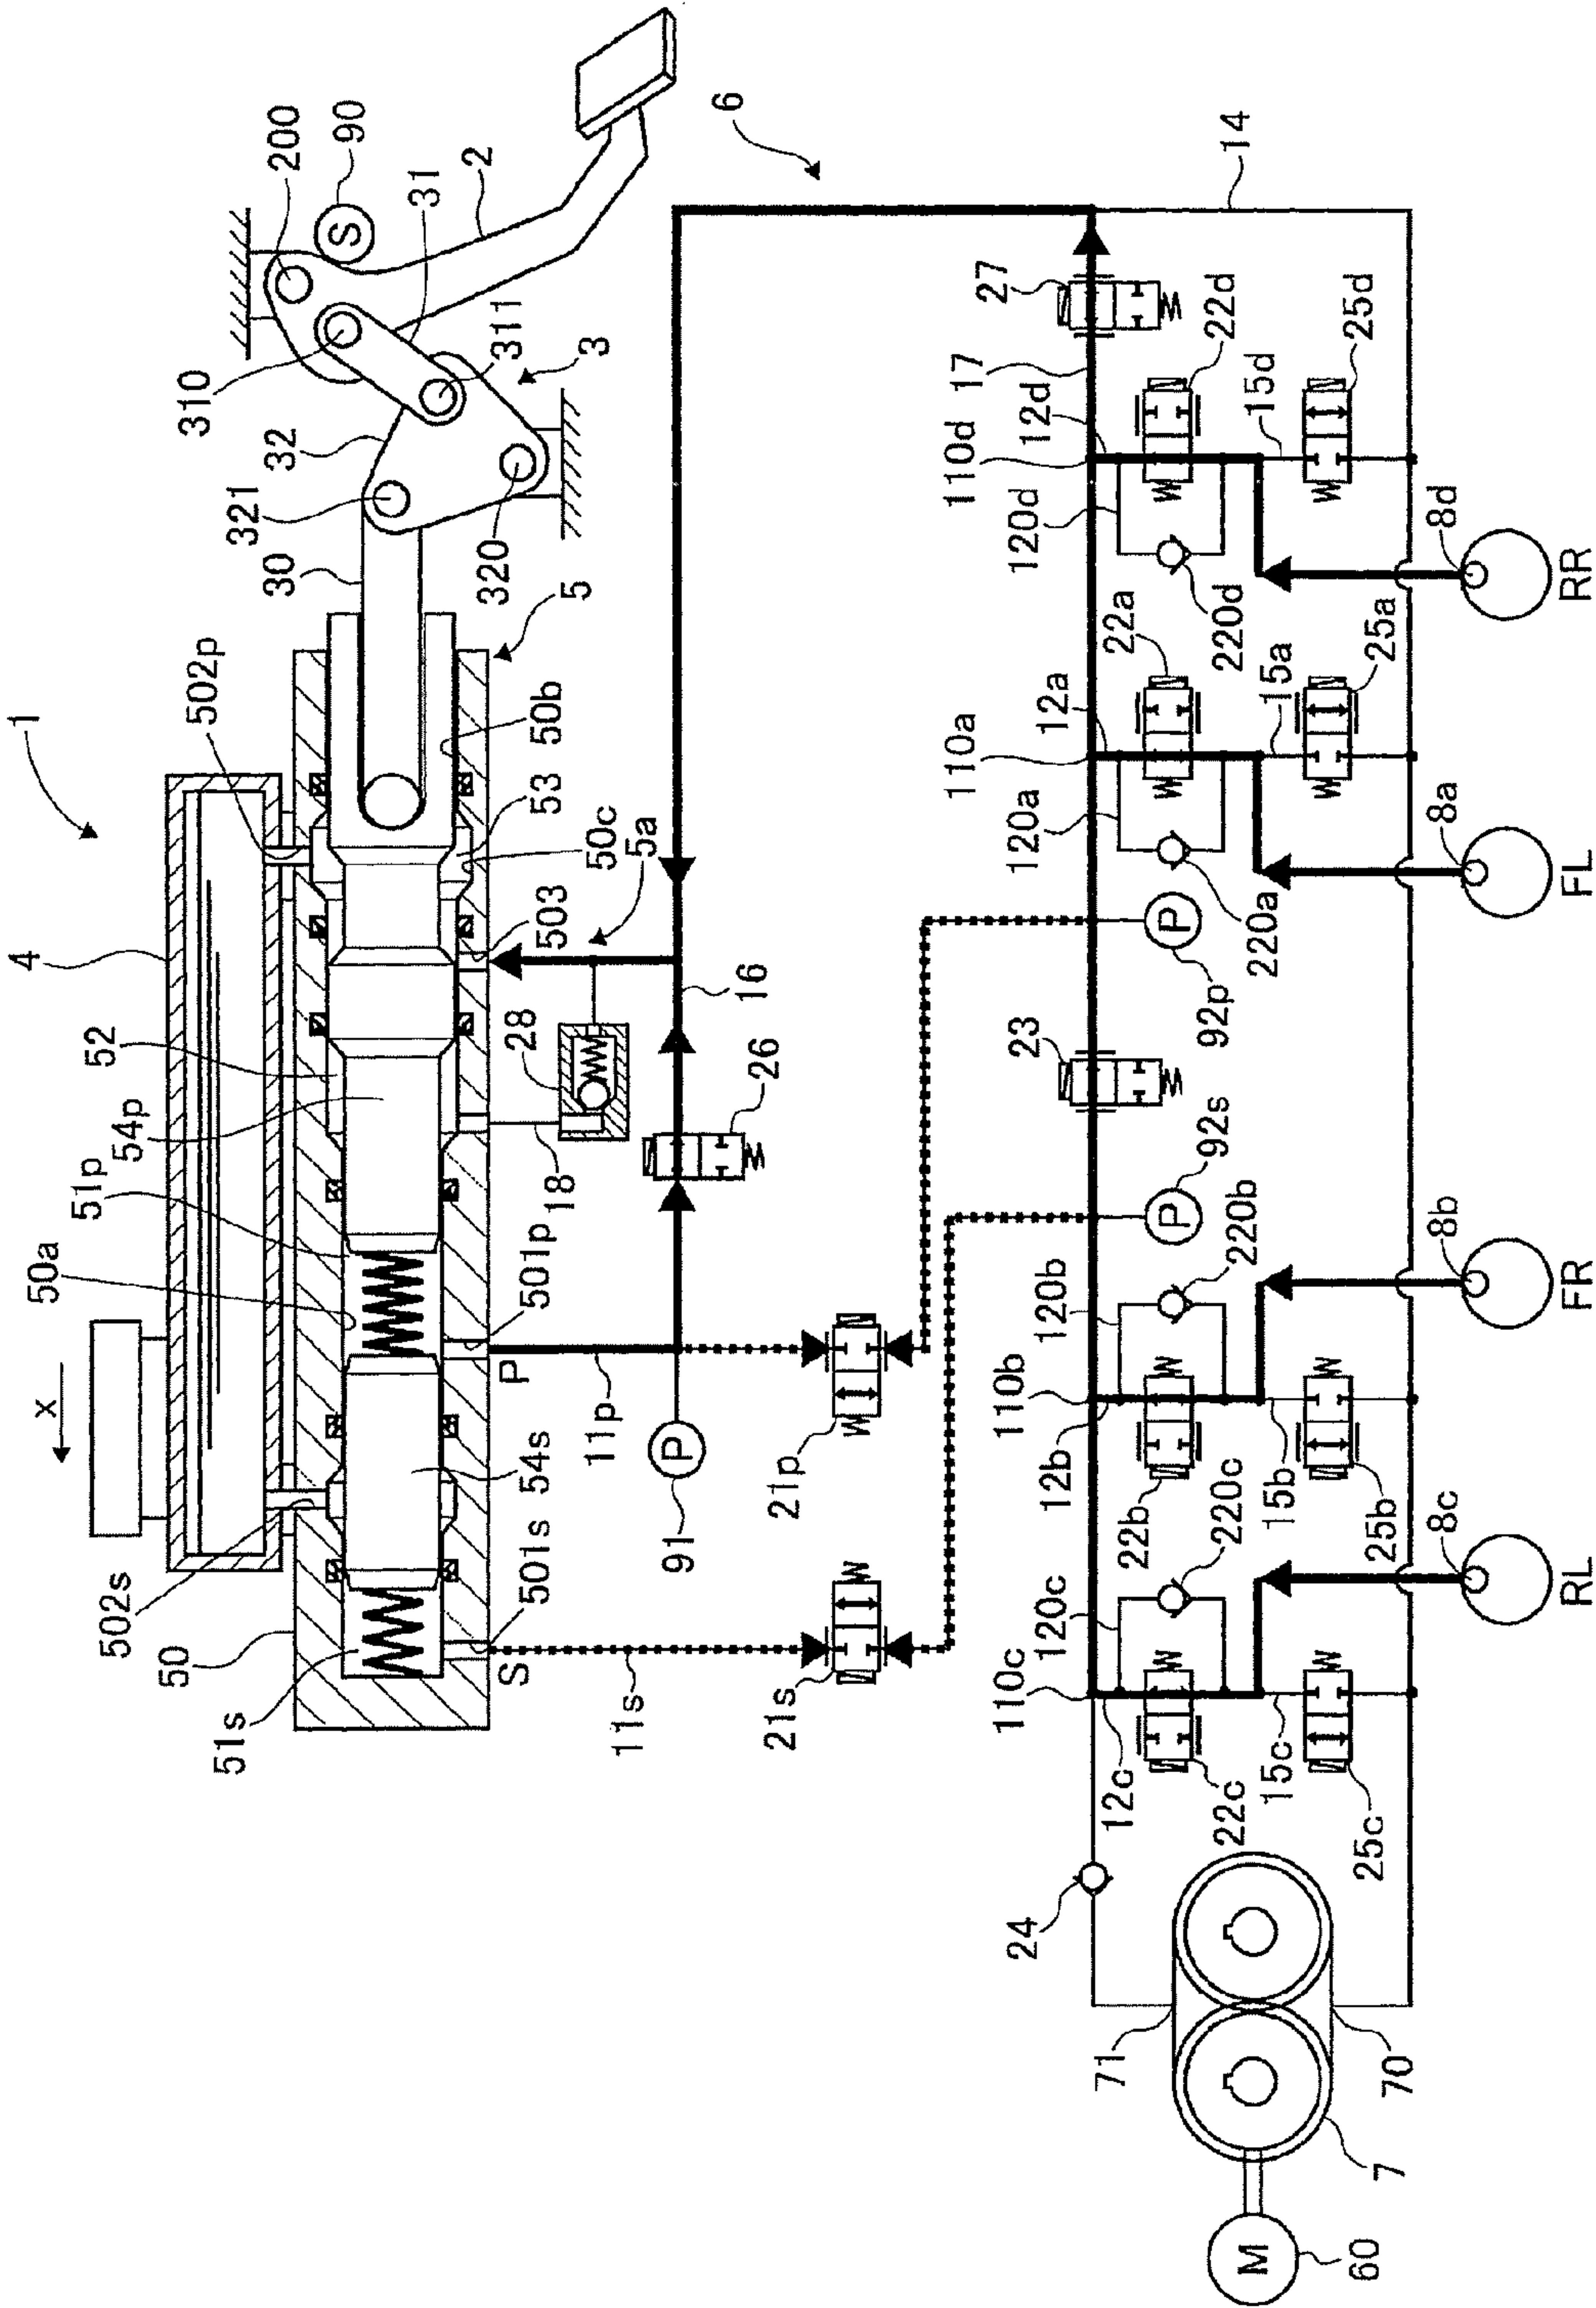 1
x
4
50a
51p
54p
52
502s
50
51s
502p
30
321
32
310
200
90
S
2
31
311
3
320
5
50b
53
50c
5a
503
28
18
16
26
54s
501s
S
501p
P
11s
11p
P
91
21s
21p
6
14
27
17
23
P
92s
P
92p
110c
12c
120c
220c
22c
15c
25c
8c
RL
110b
12b
120b
220b
22b
15b
25b
8b
FR
110a
12a
120a
220a
22a
15a
25a
8a
FL
110d
12d
120d
220d
22d
15d
25d
8d
RR
24
71
70
7
M
60